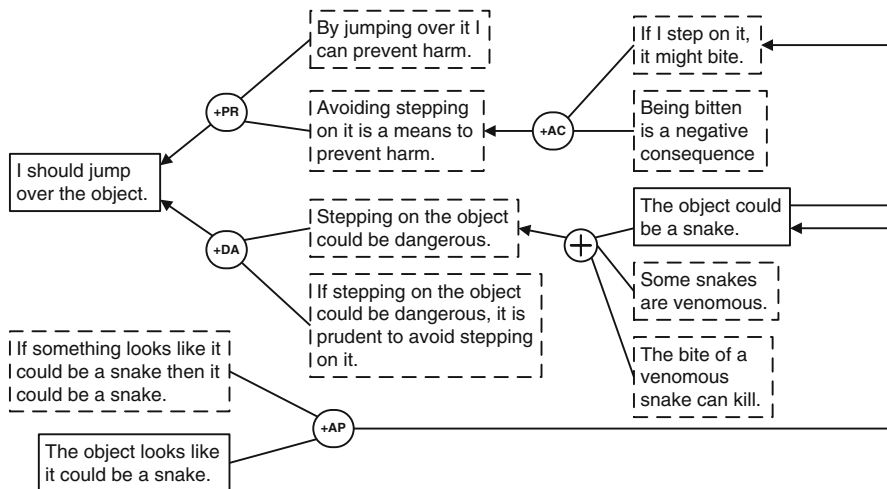 By jumping over it I
can prevent harm.
If I step on it,
it might bite.
+PR
Avoiding stepping
on it is a means to
prevent harm.
+AC
Being bitten
is a negative
consequence
I should jump
over the object.
Stepping on the object
could be dangerous.
The object could
be a snake.
+DA
+
If stepping on the object
could be dangerous, it is
prudent to avoid stepping
on it.
Some snakes
are venomous.
The bite of a
venomous
snake can kill.
If something looks like it
could be a snake then it
could be a snake.
+AP
The object looks like
it could be a snake.